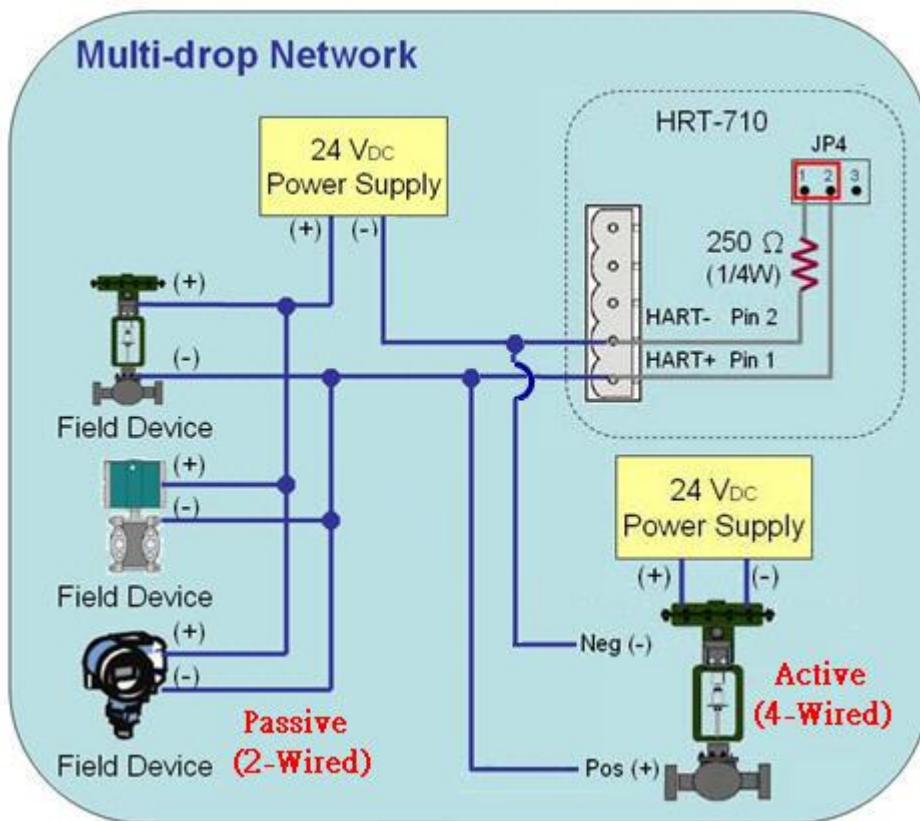 Multi-drop Network
24 VDC
Power Supply
(+)
(-)
HRT-710
JP4
1 2 3
250 Ω
(1/4W)
HART- Pin 2
HART+ Pin 1
(+)
(-)
Field Device
(+)
(-)
Field Device
(+)
(-)
Field Device
Passive
(2-Wired)
24 VDC
Power Supply
(+)
(-)
Neg (-)
Pos (+)
Active
(4-Wired)